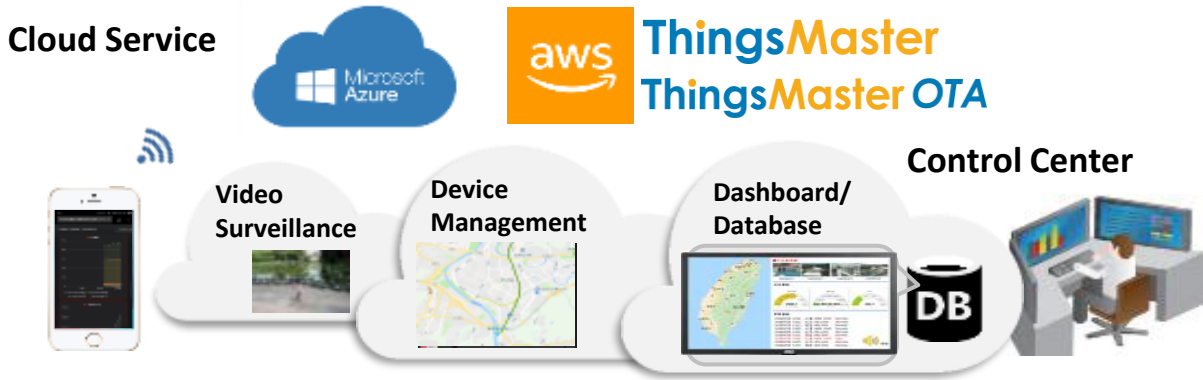 Cloud Service
Microsoft
Azure
aws
ThingsMaster
ThingsMaster OTA
Control Center
Video
Surveillance
Device
Management
Dashboard/
Database
DB